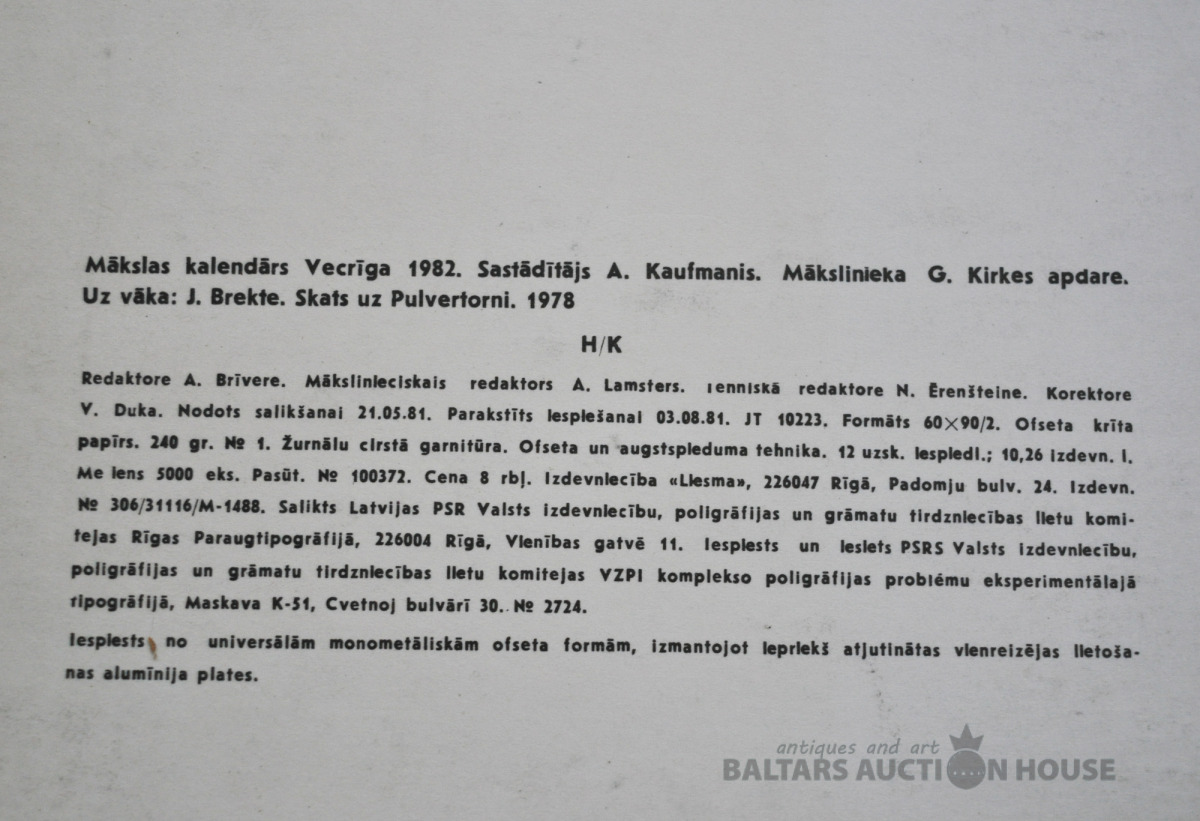 Mākslas kalendārs Vecrīga 1982. Sastādītājs A. Kaufmanis. Mākslinieka G. Kirkes apdare.
Uz vāka: J. Brekte. Skats uz Pulvertorni. 1978
H/K
Redaktore A. Brīvere. Mākslinieciskais redaktors A. Lamsters. Tehniskā redaktore N. Ērenšteine. Korektore
V. Duka. Nodots salikšanai 21.05.81. Parakstīts iespiešanai 03.08.81. JT 10223. Formāts 60×90/2. Ofseta krīta
papīrs. 240 gr. № 1. Žurnālu cirstā garnitūra. Ofseta un augstspieduma tehnika. 12 uzsk. iespiedl.; 10,26 izdevn. l.
Metiens 5000 eks. Pasūt. № 100372. Cena 8 rbļ. Izdevniecība «Liesma», 226047 Rīgā, Padomju bulv. 24. Izdevn.
№ 306/31116/M-1488. Salikts Latvijas PSR Valsts izdevniecību, poligrāfijas un grāmatu tirdzniecības lietu komi-
tejas Rīgas Paraugtipogrāfijā, 226004 Rīgā, Vienības gatvē 11. Iespiests un iesiets PSRS Valsts izdevniecību,
poligrāfijas un grāmatu tirdzniecības lietu komitejas VZPI komplekso poligrāfijas problēmu eksperimentālajā
tipogrāfijā, Maskava K-51, Cvetnoj bulvārī 30. № 2724.
Iespiests no universālām monometāliskām ofseta formām, izmantojot iepriekš atjutinātas vienreizējas lietoša-
nas alumīnija plates.
antiques and art
BALTARS AUCTION HOUSE